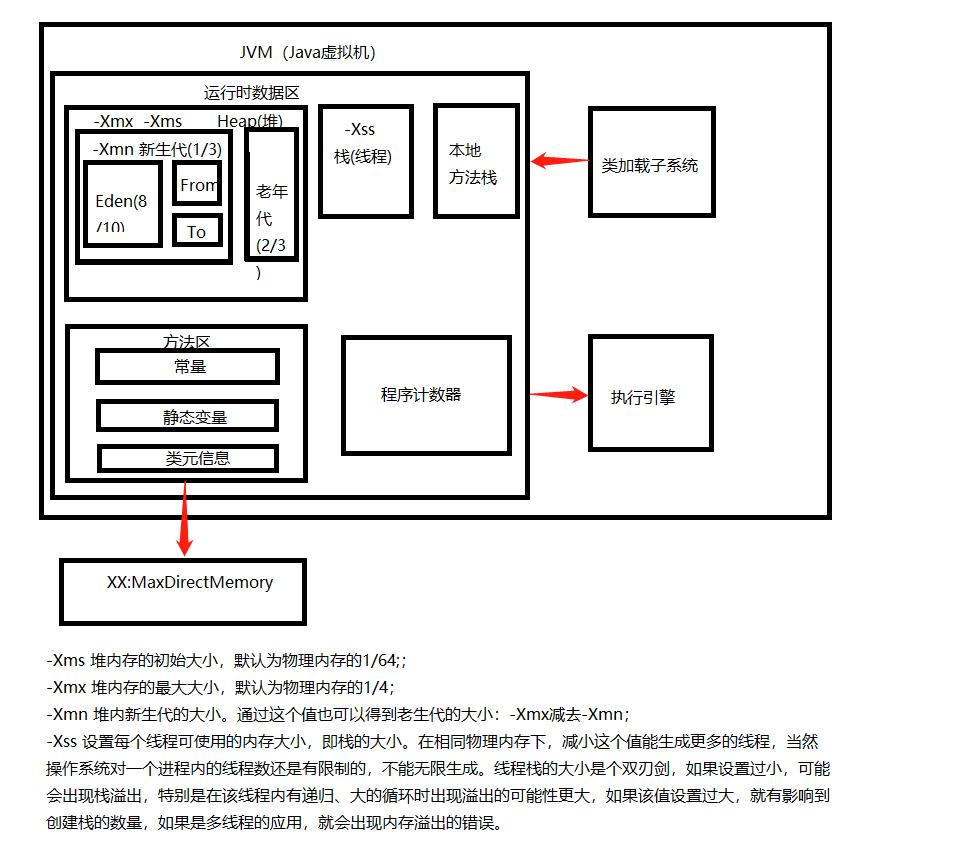 JVM（Java虚拟机）
运行时数据区
-Xmx -Xms Heap(堆)
-Xmn 新生代(1/3)
Eden(8
/10)
From
To
老年
代
(2/3
)
-Xss
栈(线程)
本地
方法栈
类加载子系统
方法区
常量
静态变量
类元信息
程序计数器
执行引擎
XX:MaxDirectMemory
-Xms 堆内存的初始大小，默认为物理内存的1/64;；
-Xmx 堆内存的最大大小，默认为物理内存的1/4；
-Xmn 堆内新生代的大小。通过这个值也可以得到老生代的大小：-Xmx减去-Xmn；
-Xss 设置每个线程可使用的内存大小，即栈的大小。在相同物理内存下，减小这个值能生成更多的线程，当然
操作系统对一个进程内的线程数还是有限制的，不能无限生成。线程栈的大小是个双刃剑，如果设置过小，可能
会出现栈溢出，特别是在该线程内有递归、大的循环时出现溢出的可能性更大，如果该值设置过大，就有影响到
创建栈的数量，如果是多线程的应用，就会出现内存溢出的错误。